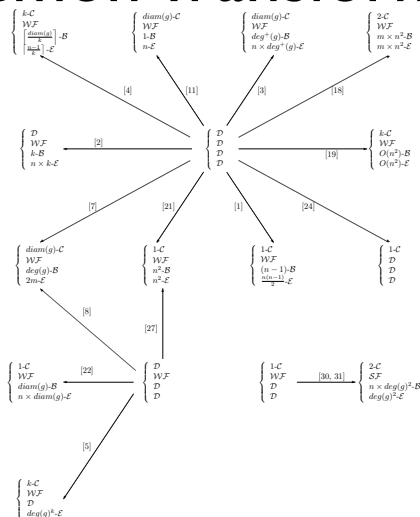 k-C
WF
⌈diam(g)/k⌉-B
⌈n-1/k⌉-E
diam(g)-C
WF
1-B
n-E
diam(g)-C
WF
deg⁺(g)-B
n × deg⁺(g)-E
2-C
WF
m × n²-B
m × n²-E
[4]
[11]
[3]
[18]
D
WF
k-B
n × k-E
[2]
D
D
D
D
[19]
k-C
WF
O(n²)-B
O(n²)-E
[7]
[21]
[1]
[24]
diam(g)-C
WF
deg(g)-B
2m-E
1-C
WF
n²-B
n²-E
1-C
WF
(n − 1)-B
n(n−1)/2-E
1-C
D
D
D
[8]
[27]
1-C
WF
diam(g)-B
n × diam(g)-E
[22]
D
WF
D
D
1-C
WF
D
D
[30, 31]
2-C
SF
n × deg(g)²-B
deg(g)²-E
[5]
k-C
WF
D
deg(g)ᵏ-E